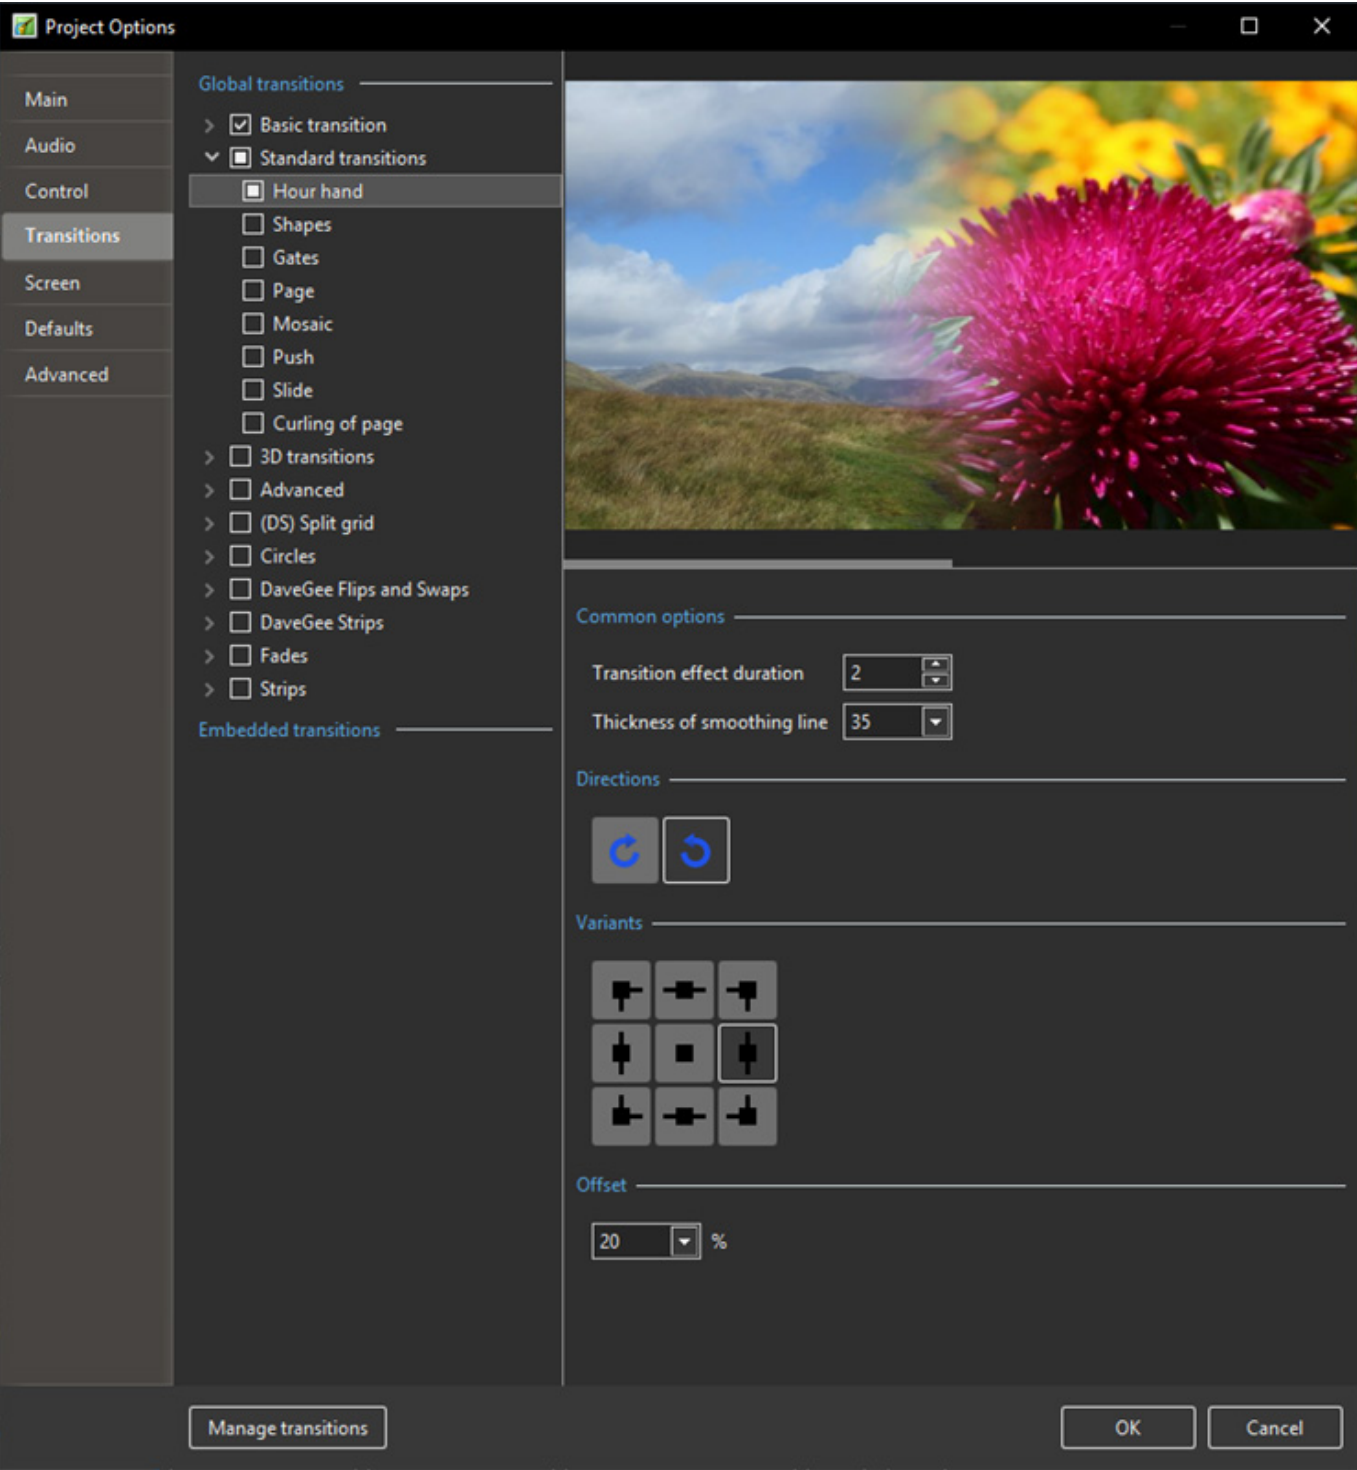 Project Options
Main
Audio
Control
Transitions
Screen
Defaults
Advanced
Global transitions
Basic transition
Standard transitions
Hour hand
Shapes
Gates
Page
Mosaic
Push
Slide
Curling of page
3D transitions
Advanced
(DS) Split grid
Circles
DaveGee Flips and Swaps
DaveGee Strips
Fades
Strips
Embedded transitions
Common options
Transition effect duration 2
Thickness of smoothing line 35
Directions
Variants
Offset
20 %
Manage transitions
OK
Cancel